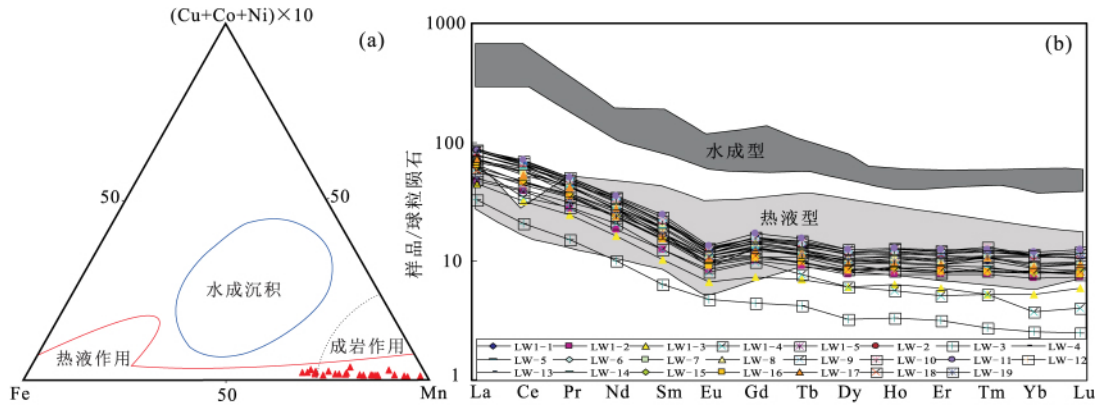 (Cu+Co+Ni)×10
(a)
50
50
水成沉积
热液作用
成岩作用
Fe
50
Mn
(b)
样品/球粒陨石
1000
100
10
1
水成型
热液型
LW1-1 LW1-2 LW1-3 LW1-4 LW1-5 LW-2 LW-3 LW-4
LW-5 LW-6 LW-7 LW-8 LW-9 LW-10 LW-11 LW-12
LW-13 LW-14 LW-15 LW-16 LW-17 LW-18 LW-19
La Ce Pr Nd Sm Eu Gd Tb Dy Ho Er Tm Yb Lu